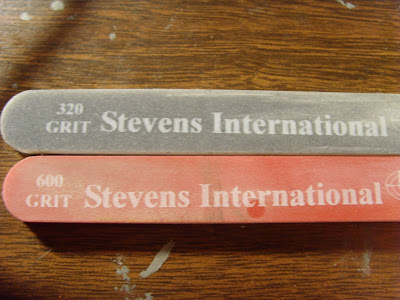 320
GRIT Stevens International
600
GRIT Stevens International